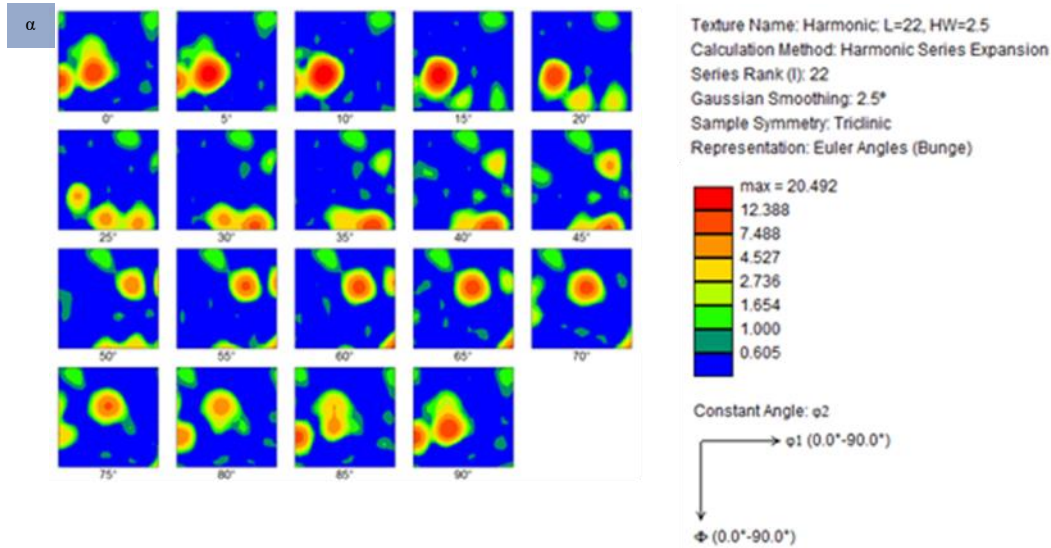 α
0° 5° 10° 15° 20°
25° 30° 35° 40° 45°
50° 55° 60° 65° 70°
75° 80° 85° 90°
Texture Name: Harmonic: L=22, HW=2.5
Calculation Method: Harmonic Series Expansion
Series Rank (l): 22
Gaussian Smoothing: 2.5°
Sample Symmetry: Triclinic
Representation: Euler Angles (Bunge)
max = 20.492
12.388
7.488
4.527
2.736
1.654
1.000
0.605
Constant Angle: φ2
φ1 (0.0°-90.0°)
Φ (0.0°-90.0°)